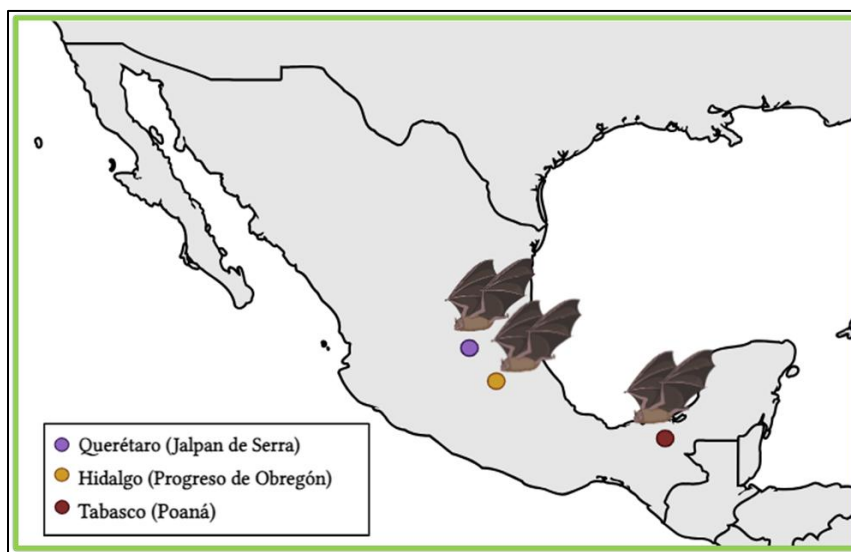 Querétaro (Jalpan de Serra)
Hidalgo (Progreso de Obregón)
Tabasco (Poaná)